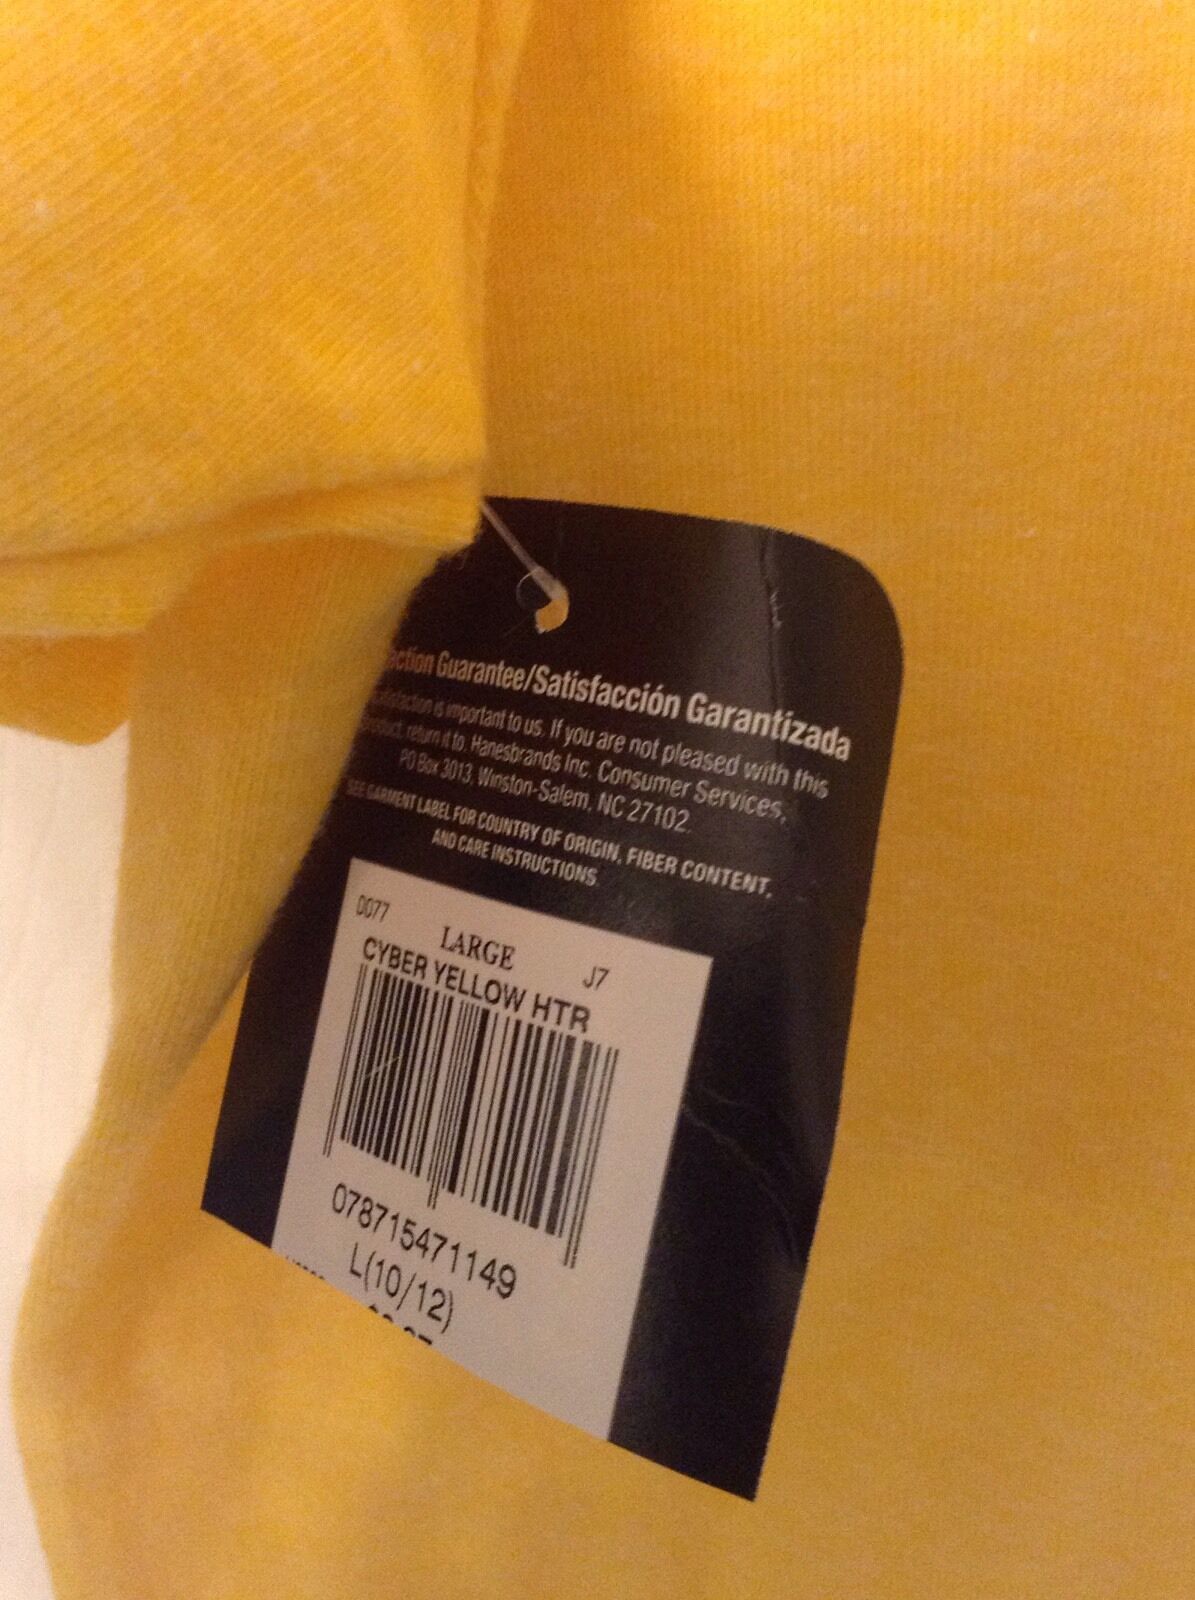 Guarantee/Satisfacción Garantizada
is important to us. If you are not pleased with this
return it to: Hanesbrands Inc. Consumer Services,
PO Box 3013, Winston-Salem, NC 27102.
SEE GARMENT LABEL FOR COUNTRY OF ORIGIN, FIBER CONTENT,
AND CARE INSTRUCTIONS
0077
LARGE J7
CYBER YELLOW HTR
078715471149
L(10/12)